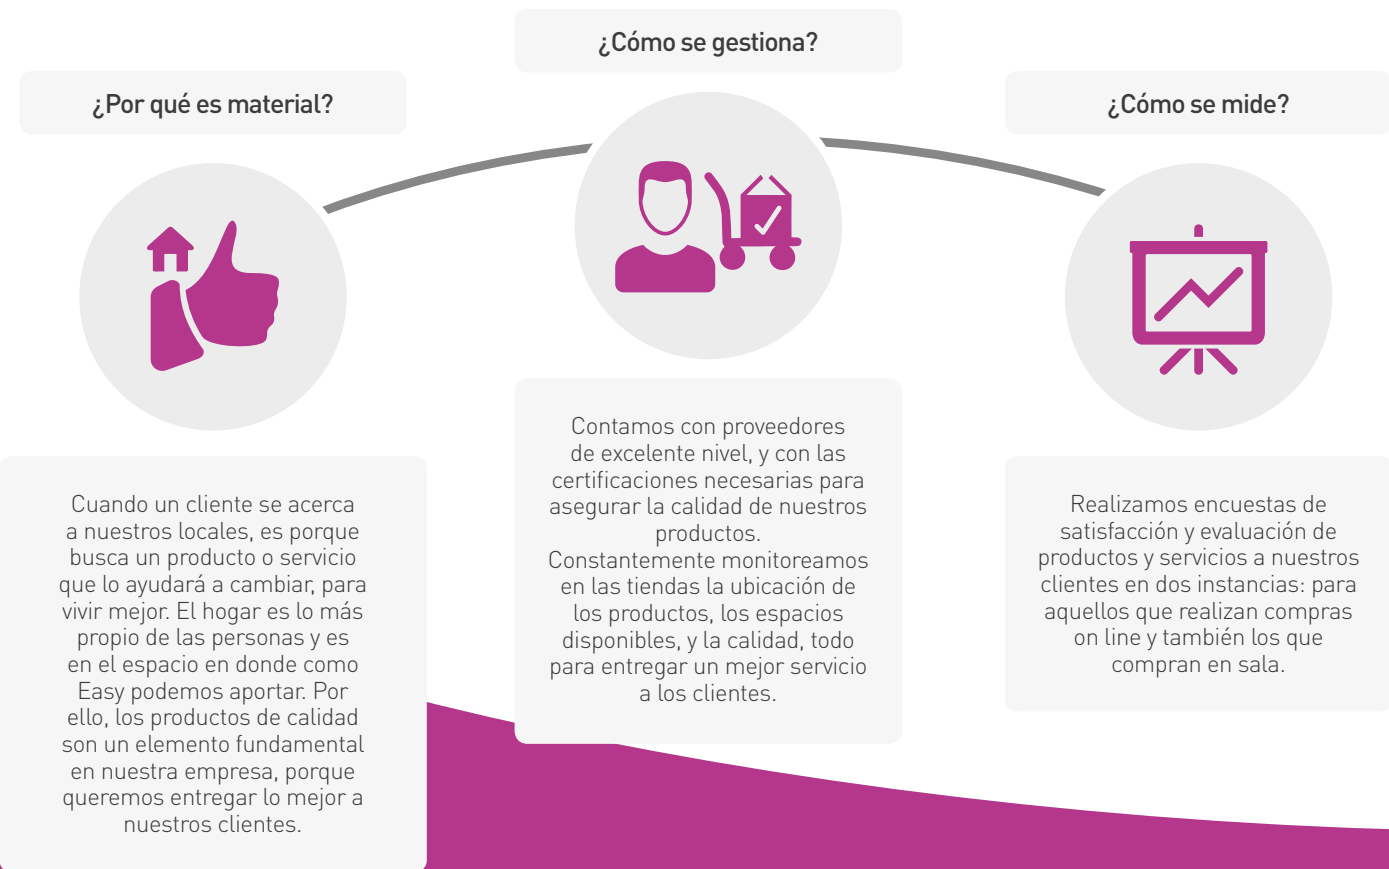 ¿Por qué es material?
Cuando un cliente se acerca
a nuestros locales, es porque
busca un producto o servicio
que lo ayudará a cambiar, para
vivir mejor. El hogar es lo más
propio de las personas y es
en el espacio en donde como
Easy podemos aportar. Por
ello, los productos de calidad
son un elemento fundamental
en nuestra empresa, porque
queremos entregar lo mejor a
nuestros clientes.
¿Cómo se gestiona?
Contamos con proveedores
de excelente nivel, y con las
certificaciones necesarias para
asegurar la calidad de nuestros
productos.
Constantemente monitoreamos
en las tiendas la ubicación de
los productos, los espacios
disponibles, y la calidad, todo
para entregar un mejor servicio
a los clientes.
¿Cómo se mide?
Realizamos encuestas de
satisfacción y evaluación de
productos y servicios a nuestros
clientes en dos instancias: para
aquellos que realizan compras
on line y también los que
compran en sala.